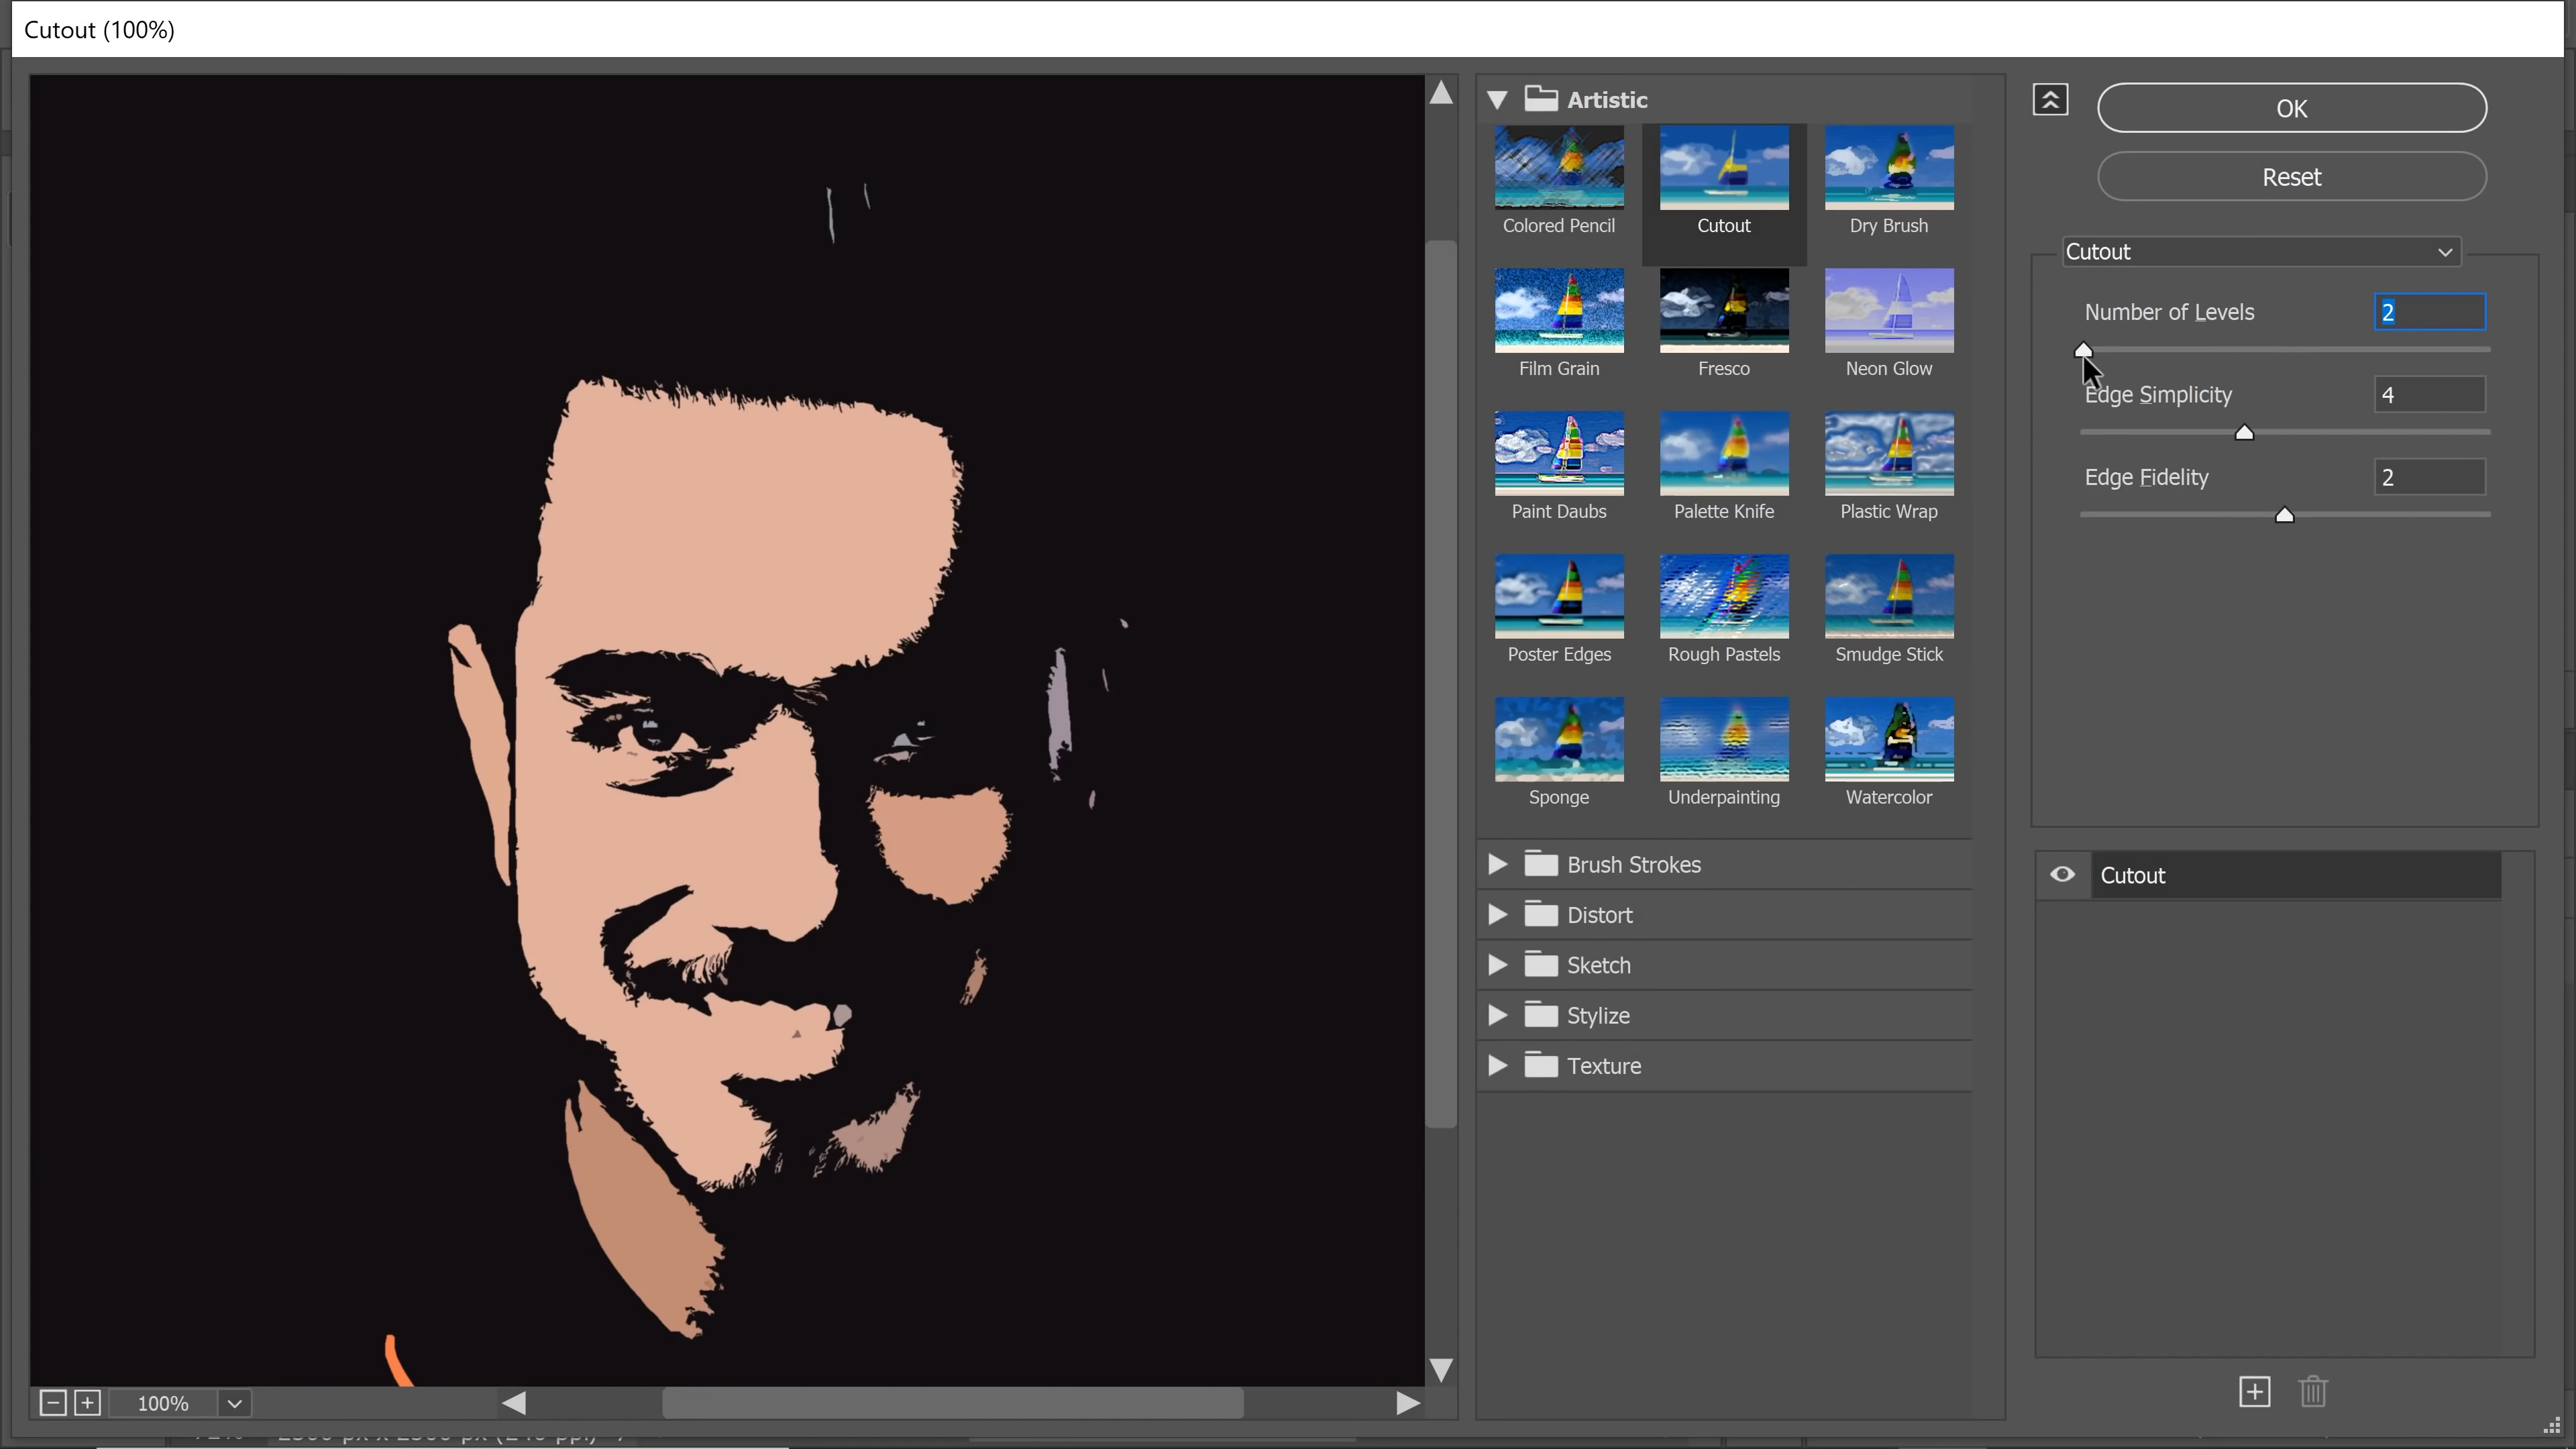 Cutout (100%)
Artistic
OK
Reset
Colored Pencil
Cutout
Dry Brush
Cutout
Number of Levels 2
Film Grain
Fresco
Neon Glow
Edge Simplicity 4
Edge Fidelity 2
Paint Daubs
Palette Knife
Plastic Wrap
Poster Edges
Rough Pastels
Smudge Stick
Sponge
Underpainting
Watercolor
Brush Strokes
Cutout
Distort
Sketch
Stylize
Texture
100%